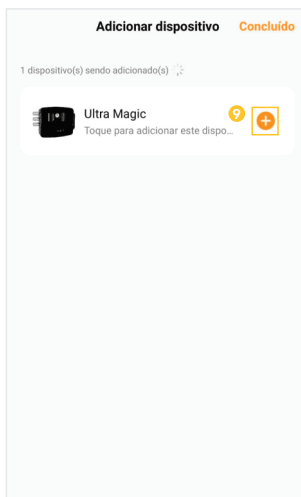 Adicionar dispositivo Concluído
1 dispositivo(s) sendo adicionado(s)
Ultra Magic 9
Toque para adicionar este dispo...